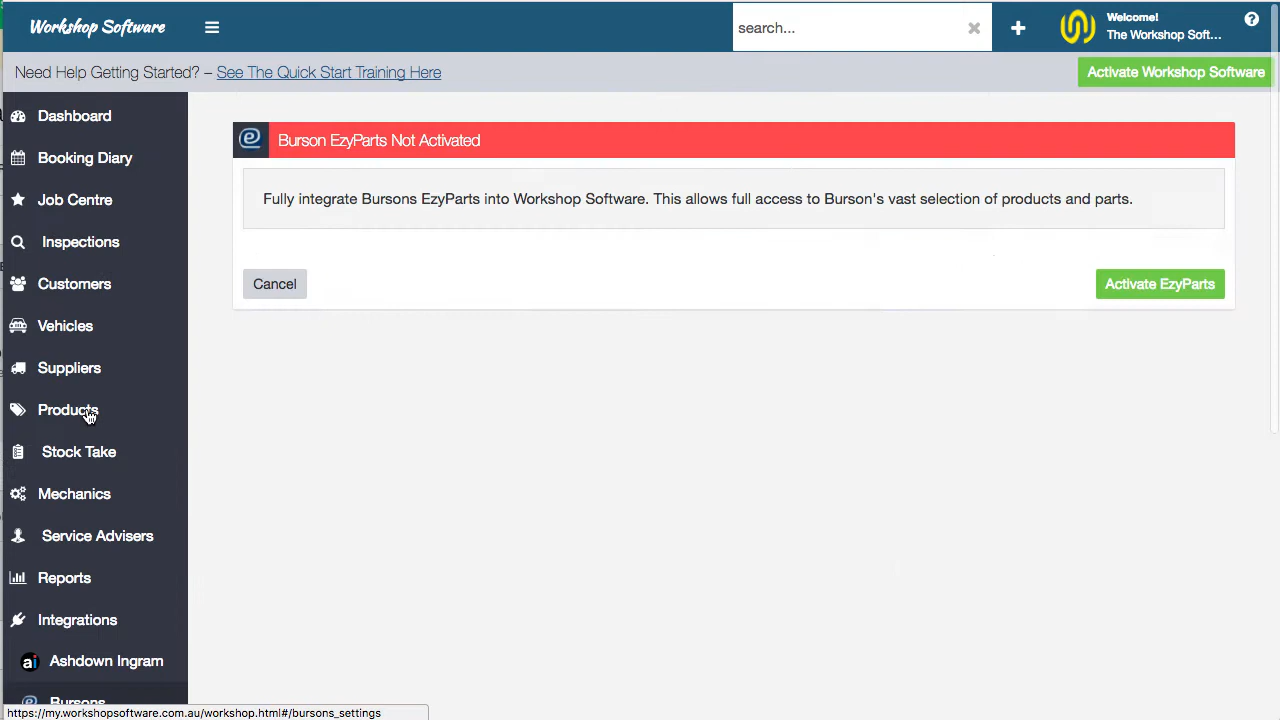 Workshop Software
search...
Welcome!
The Workshop Soft...
Need Help Getting Started? – See The Quick Start Training Here
Activate Workshop Software
Dashboard
Booking Diary
Job Centre
Inspections
Customers
Vehicles
Suppliers
Products
Stock Take
Mechanics
Service Advisers
Reports
Integrations
ai Ashdown Ingram
Bursons
Burson EzyParts Not Activated
Fully integrate Bursons EzyParts into Workshop Software. This allows full access to Burson's vast selection of products and parts.
Cancel
Activate EzyParts
https://my.workshopsoftware.com.au/workshop.html#/bursons_settings